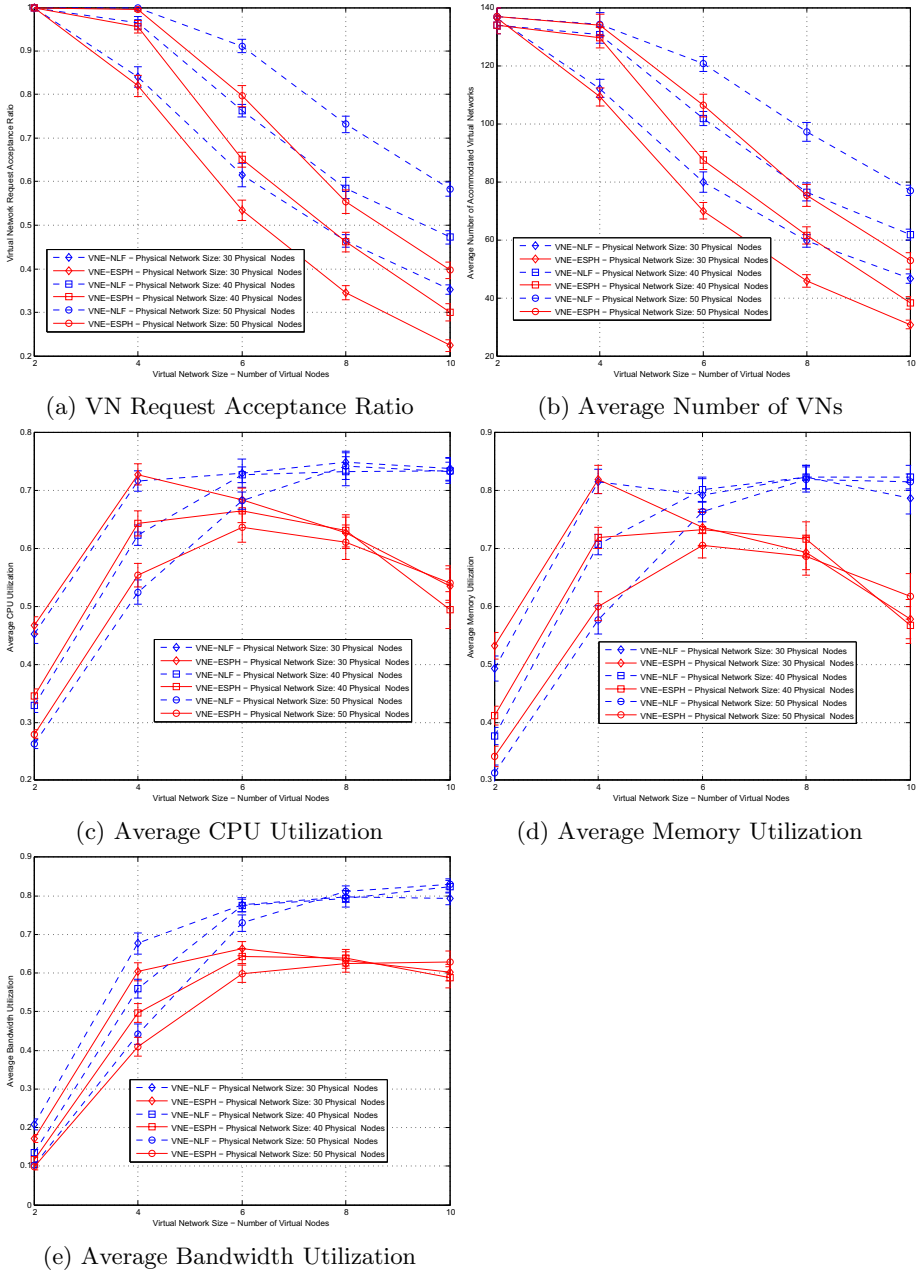 1
0.9
0.8
0.7
0.6
0.5
0.4
0.3
0.2
2
4
6
8
10
Virtual Network Request Acceptance Ratio
Virtual Network Size − Number of Virtual Nodes
VNE−NLF − Physical Network Size: 30 Physical Nodes
VNE−ESPH − Physical Network Size: 30 Physical Nodes
VNE−NLF − Physical Network Size: 40 Physical Nodes
VNE−ESPH − Physical Network Size: 40 Physical Nodes
VNE−NLF − Physical Network Size: 50 Physical Nodes
VNE−ESPH − Physical Network Size: 50 Physical Nodes
(a) VN Request Acceptance Ratio
140
120
100
80
60
40
20
2
4
6
8
10
Average Number of Accommodated Virtual Networks
Virtual Network Size − Number of Virtual Nodes
VNE−NLF − Physical Network Size: 30 Physical Nodes
VNE−ESPH − Physical Network Size: 30 Physical Nodes
VNE−NLF − Physical Network Size: 40 Physical Nodes
VNE−ESPH − Physical Network Size: 40 Physical Nodes
VNE−NLF − Physical Network Size: 50 Physical Nodes
VNE−ESPH − Physical Network Size: 50 Physical Nodes
(b) Average Number of VNs
0.8
0.7
0.6
0.5
0.4
0.3
0.2
2
4
6
8
10
Average CPU Utilization
Virtual Network Size − Number of Virtual Nodes
VNE−NLF − Physical Network Size: 30 Physical Nodes
VNE−ESPH − Physical Network Size: 30 Physical Nodes
VNE−NLF − Physical Network Size: 40 Physical Nodes
VNE−ESPH − Physical Network Size: 40 Physical Nodes
VNE−NLF − Physical Network Size: 50 Physical Nodes
VNE−ESPH − Physical Network Size: 50 Physical Nodes
(c) Average CPU Utilization
0.9
0.8
0.7
0.6
0.5
0.4
0.3
2
4
6
8
10
Average Memory Utilization
Virtual Network Size − Number of Virtual Nodes
VNE−NLF − Physical Network Size: 30 Physical Nodes
VNE−ESPH − Physical Network Size: 30 Physical Nodes
VNE−NLF − Physical Network Size: 40 Physical Nodes
VNE−ESPH − Physical Network Size: 40 Physical Nodes
VNE−NLF − Physical Network Size: 50 Physical Nodes
VNE−ESPH − Physical Network Size: 50 Physical Nodes
(d) Average Memory Utilization
0.9
0.8
0.7
0.6
0.5
0.4
0.3
0.2
0.1
0
2
4
6
8
10
Average Bandwidth Utilization
Virtual Network Size − Number of Virtual Nodes
VNE−NLF − Physical Network Size: 30 Physical Nodes
VNE−ESPH − Physical Network Size: 30 Physical Nodes
VNE−NLF − Physical Network Size: 40 Physical Nodes
VNE−ESPH − Physical Network Size: 40 Physical Nodes
VNE−NLF − Physical Network Size: 50 Physical Nodes
VNE−ESPH − Physical Network Size: 50 Physical Nodes
(e) Average Bandwidth Utilization